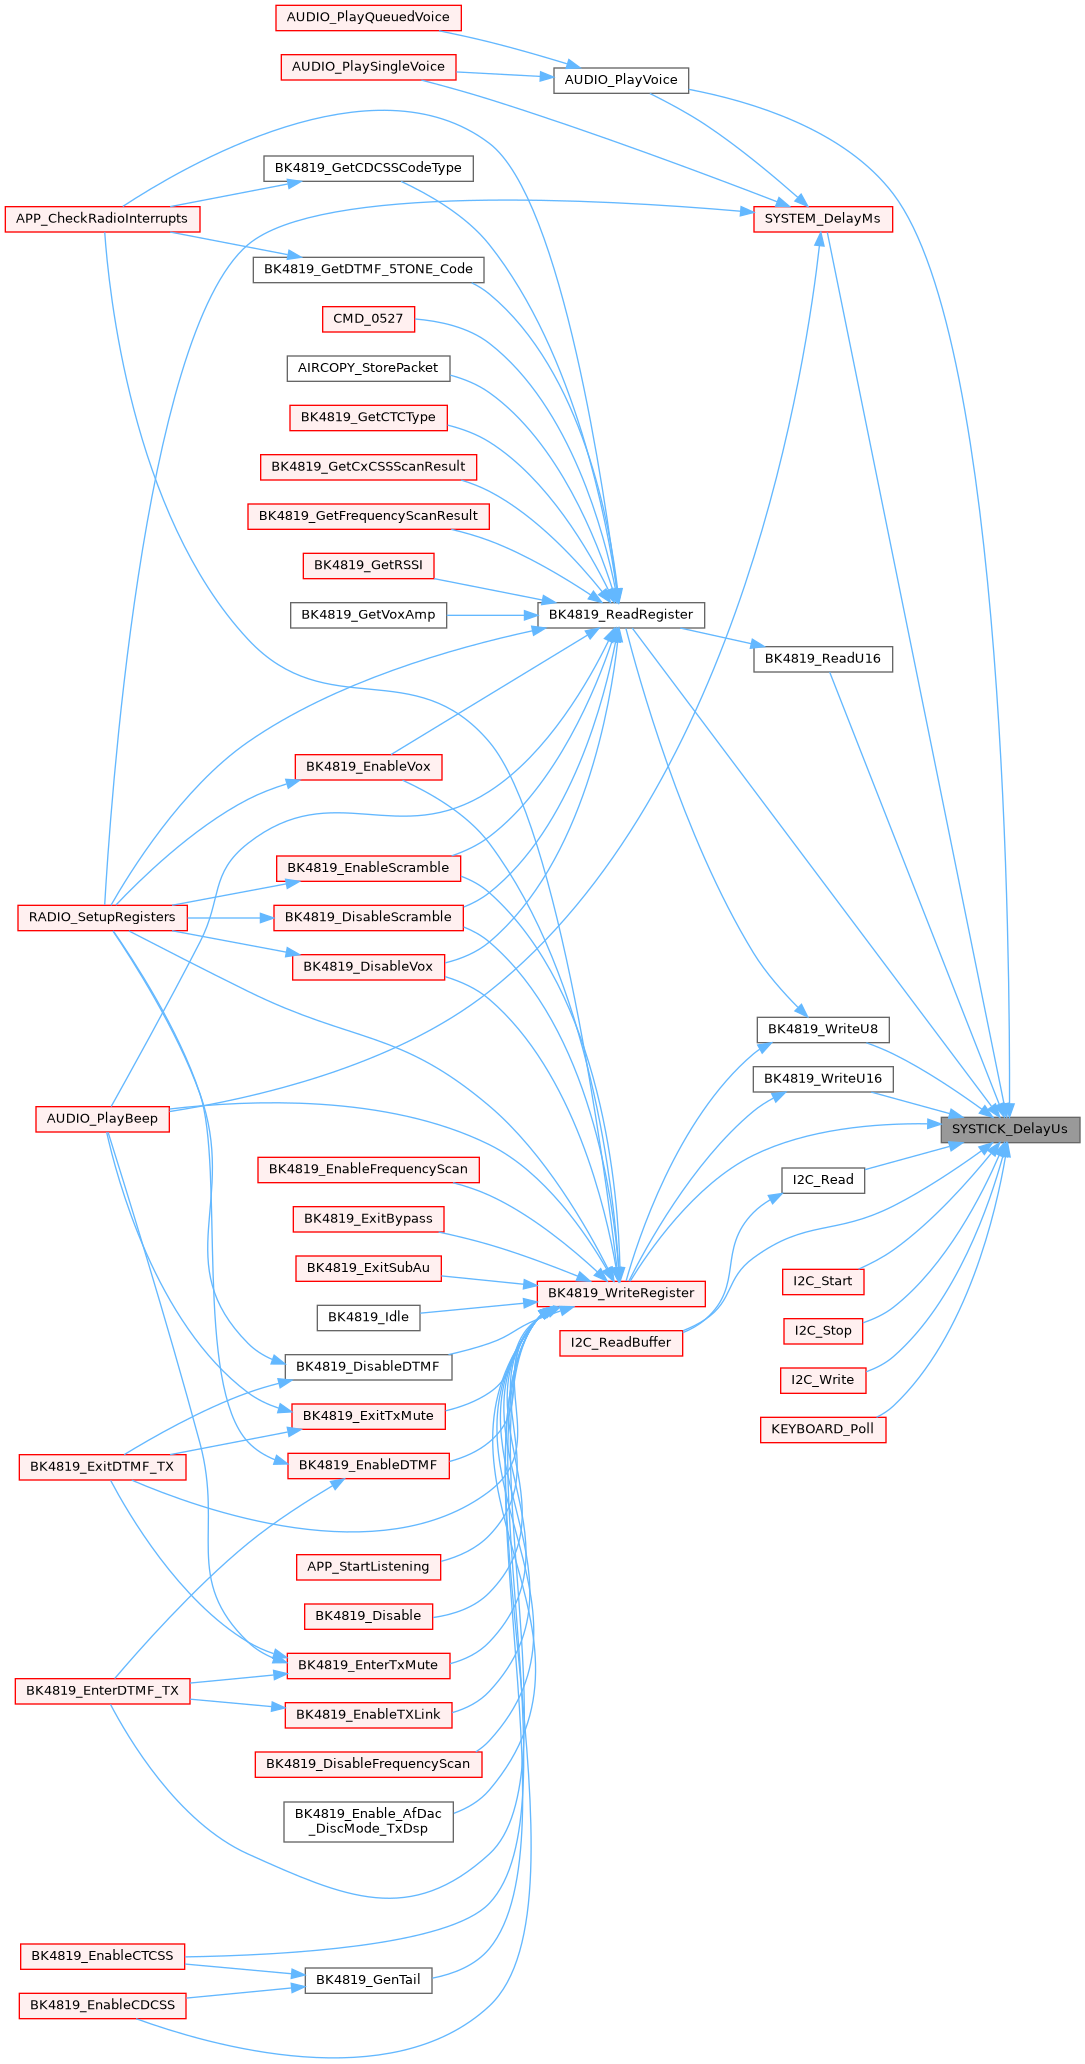 AUDIO_PlayQueuedVoice
AUDIO_PlaySingleVoice
AUDIO_PlayVoice
BK4819_GetCDCSSCodeType
APP_CheckRadioInterrupts
SYSTEM_DelayMs
BK4819_GetDTMF_5TONE_Code
CMD_0527
AIRCOPY_StorePacket
BK4819_GetCTCType
BK4819_GetCxCSSScanResult
BK4819_GetFrequencyScanResult
BK4819_GetRSSI
BK4819_GetVoxAmp
BK4819_ReadRegister
BK4819_ReadU16
BK4819_EnableVox
BK4819_EnableScramble
RADIO_SetupRegisters
BK4819_DisableScramble
BK4819_DisableVox
BK4819_WriteU8
BK4819_WriteU16
AUDIO_PlayBeep
SYSTICK_DelayUs
BK4819_EnableFrequencyScan
I2C_Read
BK4819_ExitBypass
BK4819_ExitSubAu
I2C_Start
BK4819_WriteRegister
BK4819_Idle
I2C_Stop
I2C_ReadBuffer
BK4819_DisableDTMF
I2C_Write
BK4819_ExitTxMute
KEYBOARD_Poll
BK4819_ExitDTMF_TX
BK4819_EnableDTMF
APP_StartListening
BK4819_Disable
BK4819_EnterTxMute
BK4819_EnterDTMF_TX
BK4819_EnableTXLink
BK4819_DisableFrequencyScan
BK4819_Enable_AfDac
_DiscMode_TxDsp
BK4819_EnableCTCSS
BK4819_GenTail
BK4819_EnableCDCSS